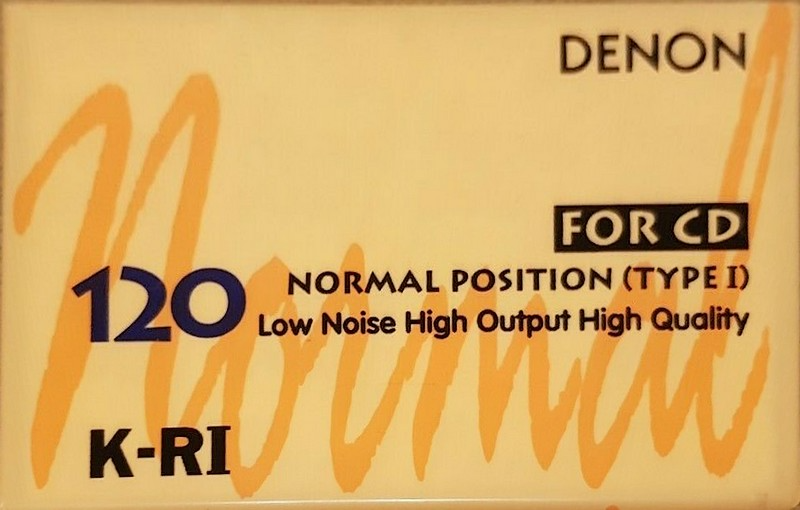 DENON
Normal
FOR CD
120
NORMAL POSITION (TYPE I)
Low Noise High Output High Quality
K-RI